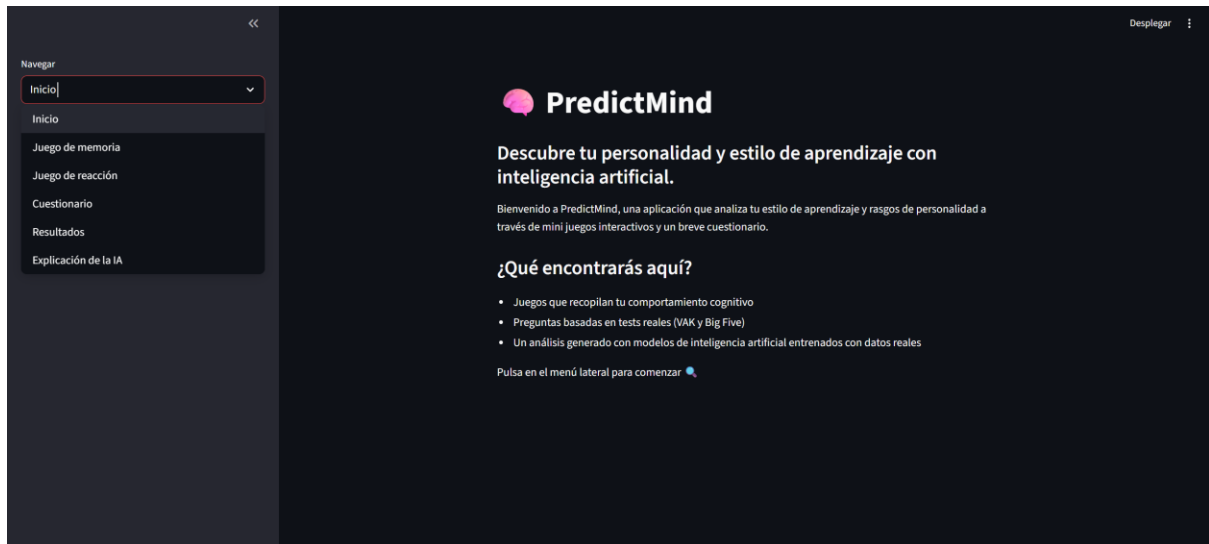 Desplegar
Navegar
Inicio
Inicio
Juego de memoria
Juego de reacción
Cuestionario
Resultados
Explicación de la IA
PredictMind
Descubre tu personalidad y estilo de aprendizaje con
inteligencia artificial.
Bienvenido a PredictMind, una aplicación que analiza tu estilo de aprendizaje y rasgos de personalidad a
través de mini juegos interactivos y un breve cuestionario.
¿Qué encontrarás aquí?
• Juegos que recopilan tu comportamiento cognitivo
• Preguntas basadas en tests reales (VAK y Big Five)
• Un análisis generado con modelos de inteligencia artificial entrenados con datos reales
Pulsa en el menú lateral para comenzar